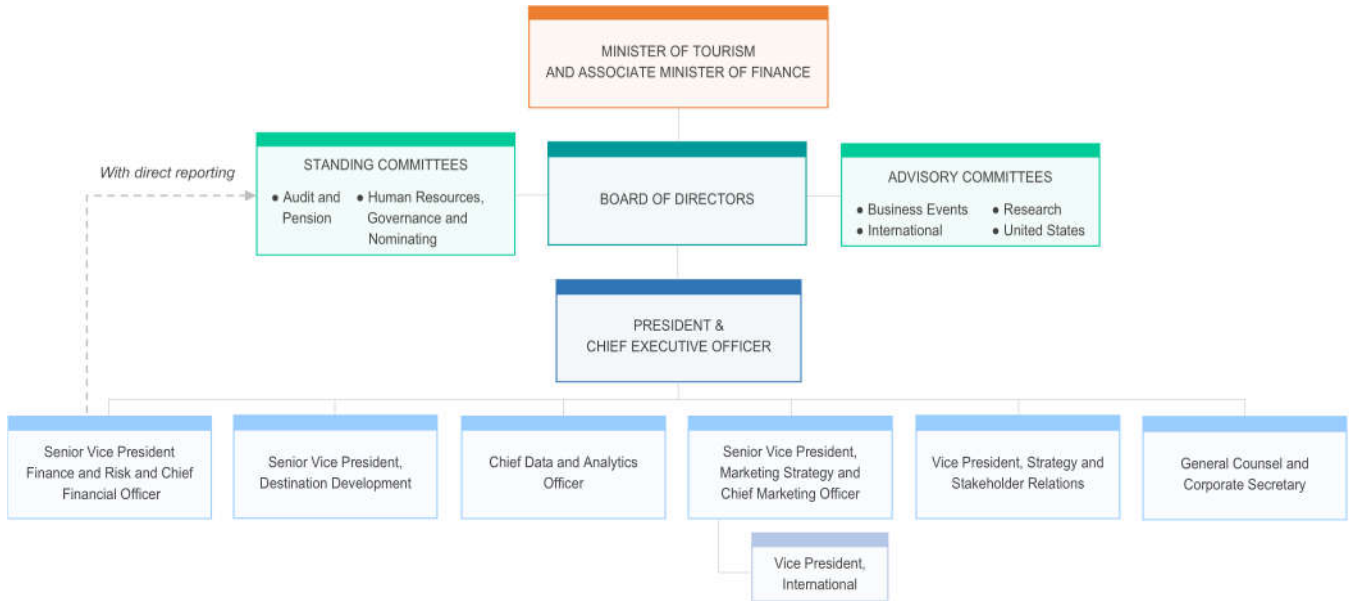 MINISTER OF TOURISM
AND ASSOCIATE MINISTER OF FINANCE
With direct reporting
STANDING COMMITTEES
● Audit and
Pension
● Human Resources,
Governance and
Nominating
BOARD OF DIRECTORS
ADVISORY COMMITTEES
● Business Events
● International
● Research
● United States
PRESIDENT &
CHIEF EXECUTIVE OFFICER
Senior Vice President
Finance and Risk and Chief
Financial Officer
Senior Vice President,
Destination Development
Chief Data and Analytics
Officer
Senior Vice President,
Marketing Strategy and
Chief Marketing Officer
Vice President, Strategy and
Stakeholder Relations
General Counsel and
Corporate Secretary
Vice President,
International